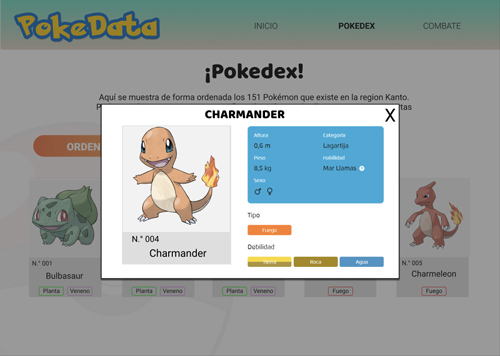 PokeData
INICIO
POKEDEX
COMBATE
¡Pokedex!
Aquí se muestra de forma ordenada los 151 Pokémon que existe en la region Kanto.
ORDEN
CHARMANDER
X
Altura
Categoría
0,6 m
Lagartija
Peso
Habilidad
8,5 kg
Mar Llamas
Sexo
Tipo
Fuego
Debilidad
Tierra
Roca
Agua
N.° 004
Charmander
N.° 001
Bulbasaur
N.° 005
Charmeleon
Planta
Veneno
Planta
Veneno
Planta
Veneno
Fuego
Fuego